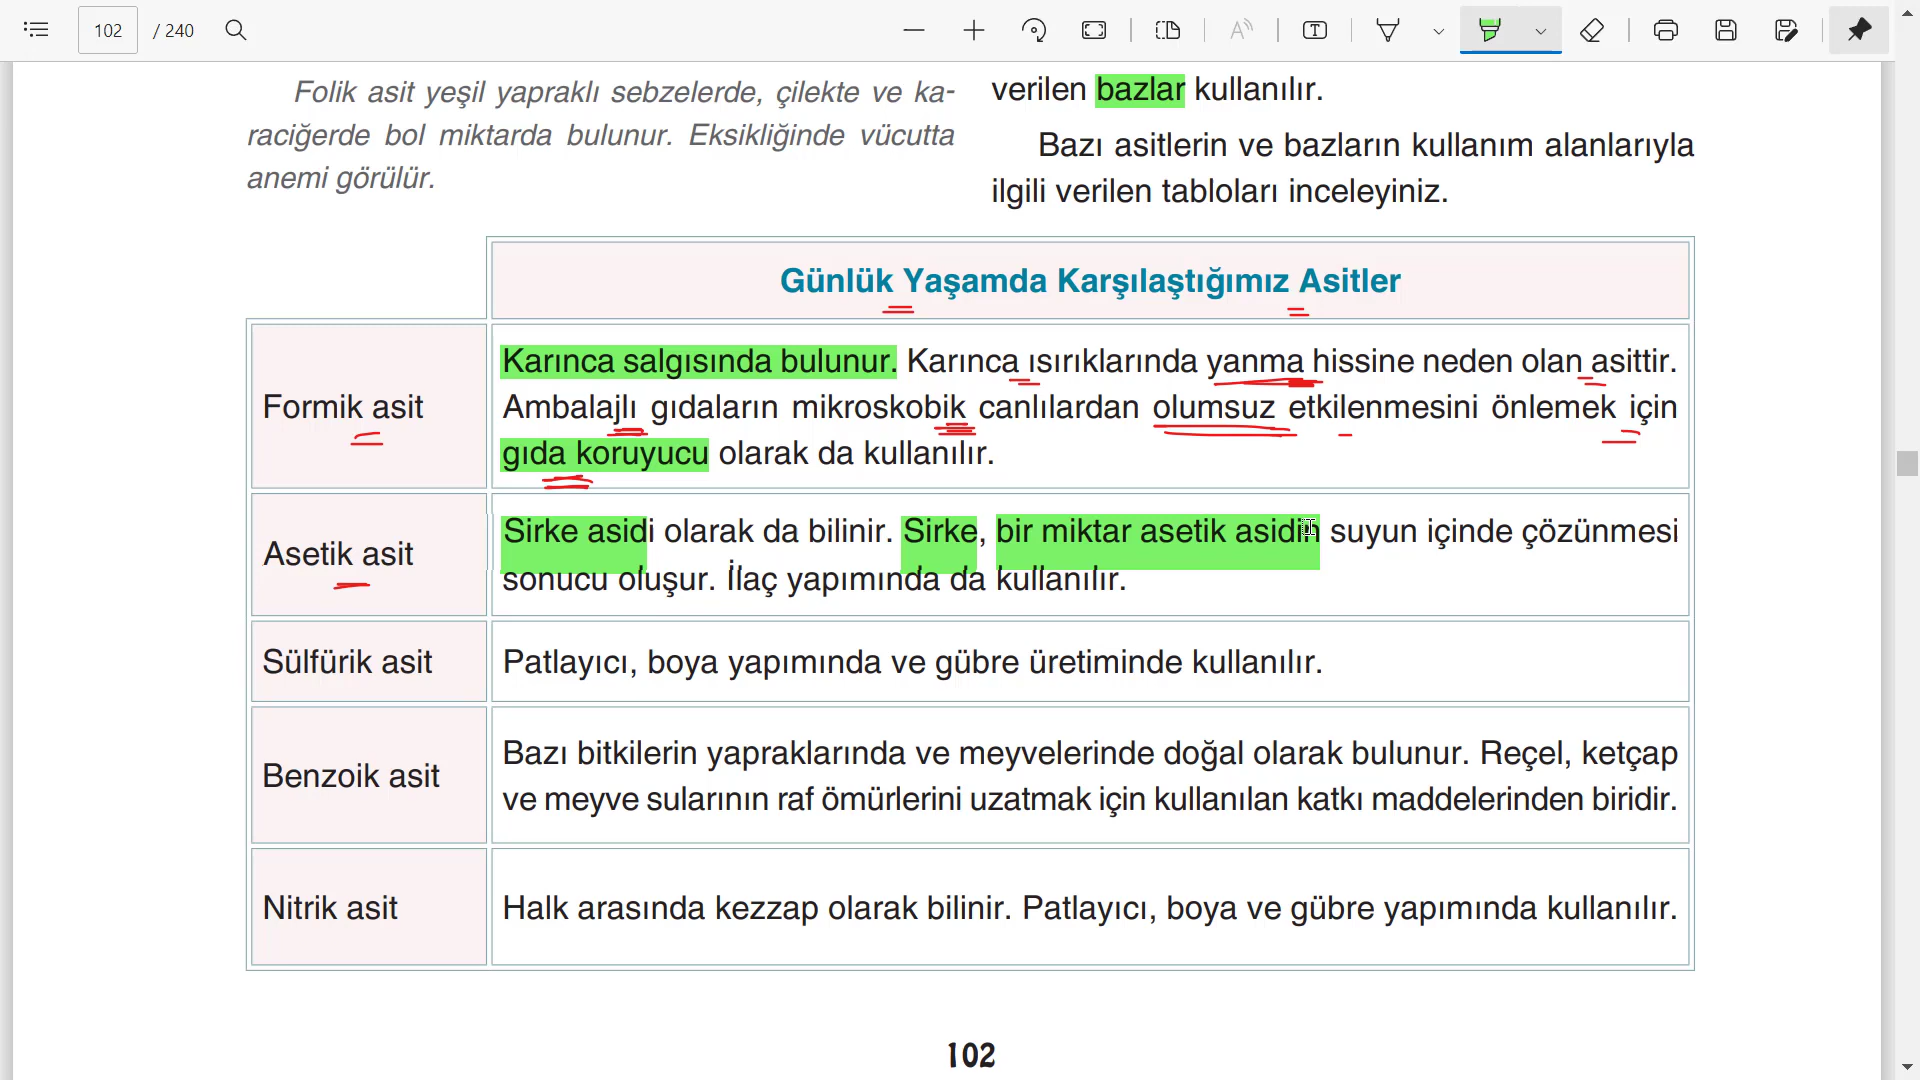 102 / 240
Folik asit yeşil yapraklı sebzelerde, çilekte ve ka-
raciğerde bol miktarda bulunur. Eksikliğinde vücutta
anemi görülür.
verilen bazlar kullanılır.
Bazı asitlerin ve bazların kullanım alanlarıyla
ilgili verilen tabloları inceleyiniz.
Günlük Yaşamda Karşılaştığımız Asitler
Formik asit
Karınca salgısında bulunur. Karınca ısırıklarında yanma hissine neden olan asittir.
Ambalajlı gıdaların mikroskobik canlılardan olumsuz etkilenmesini önlemek için
gıda koruyucu olarak da kullanılır.
Asetik asit
Sirke asidi olarak da bilinir. Sirke, bir miktar asetik asidin suyun içinde çözünmesi
sonucu oluşur. İlaç yapımında da kullanılır.
Sülfürik asit
Patlayıcı, boya yapımında ve gübre üretiminde kullanılır.
Benzoik asit
Bazı bitkilerin yapraklarında ve meyvelerinde doğal olarak bulunur. Reçel, ketçap
ve meyve sularının raf ömürlerini uzatmak için kullanılan katkı maddelerinden biridir.
Nitrik asit
Halk arasında kezzap olarak bilinir. Patlayıcı, boya ve gübre yapımında kullanılır.
102